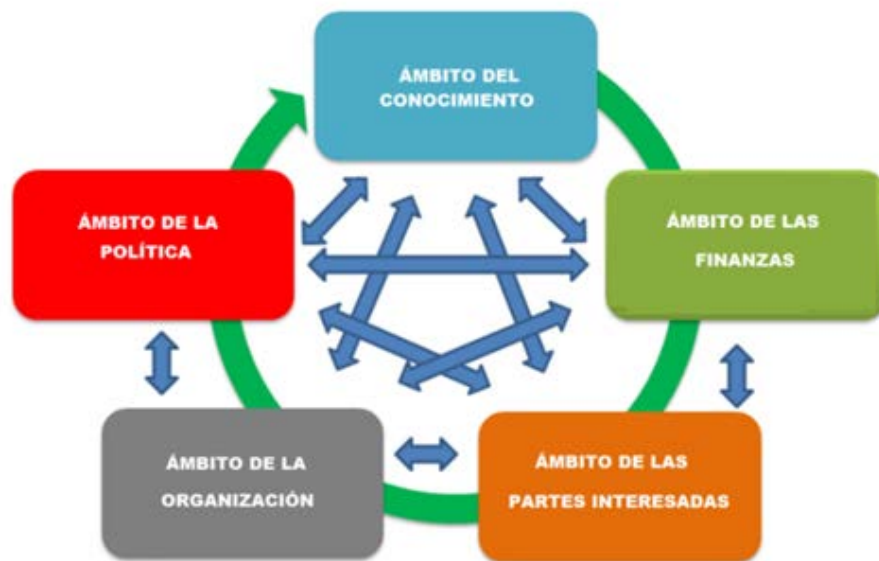 ÁMBITO DEL
CONOCIMIENTO
ÁMBITO DE LA
POLÍTICA
ÁMBITO DE LAS
FINANZAS
ÁMBITO DE LA
ORGANIZACIÓN
ÁMBITO DE LAS
PARTES INTERESADAS